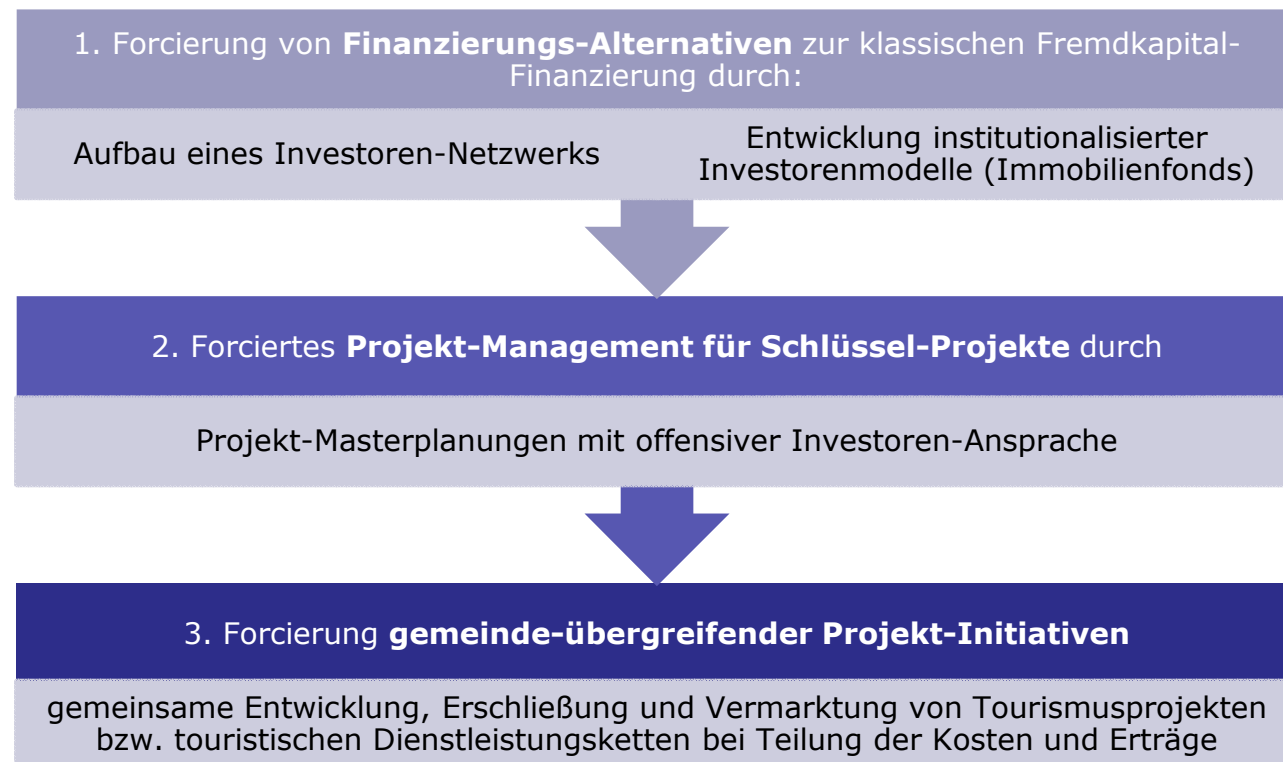 1. Forcierung von Finanzierungs-Alternativen zur klassischen Fremdkapital-
Finanzierung durch:
Aufbau eines Investoren-Netzwerks
Entwicklung institutionalisierter
Investorenmodelle (Immobilienfonds)
2. Forciertes Projekt-Management für Schlüssel-Projekte durch
Projekt-Masterplanungen mit offensiver Investoren-Ansprache
3. Forcierung gemeinde-übergreifender Projekt-Initiativen
gemeinsame Entwicklung, Erschließung und Vermarktung von Tourismusprojekten
bzw. touristischen Dienstleistungsketten bei Teilung der Kosten und Erträge